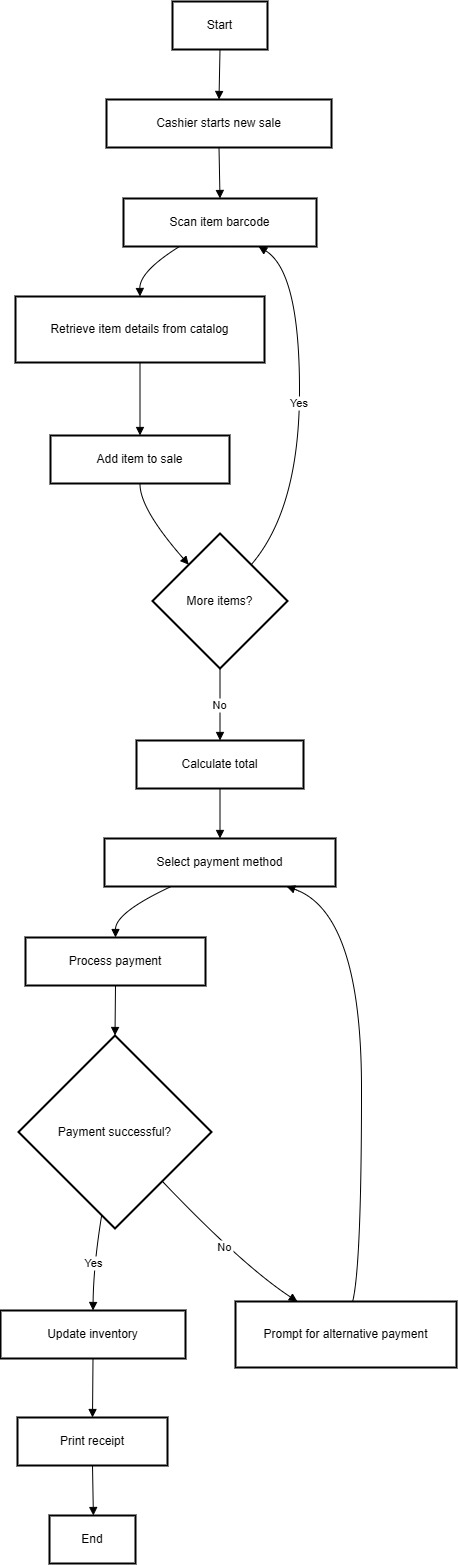 Start
Cashier starts new sale
Scan item barcode
Retrieve item details from catalog
Yes
Add item to sale
More items?
No
Calculate total
Select payment method
Process payment
Payment successful?
No
Yes
Update inventory
Prompt for alternative payment
Print receipt
End